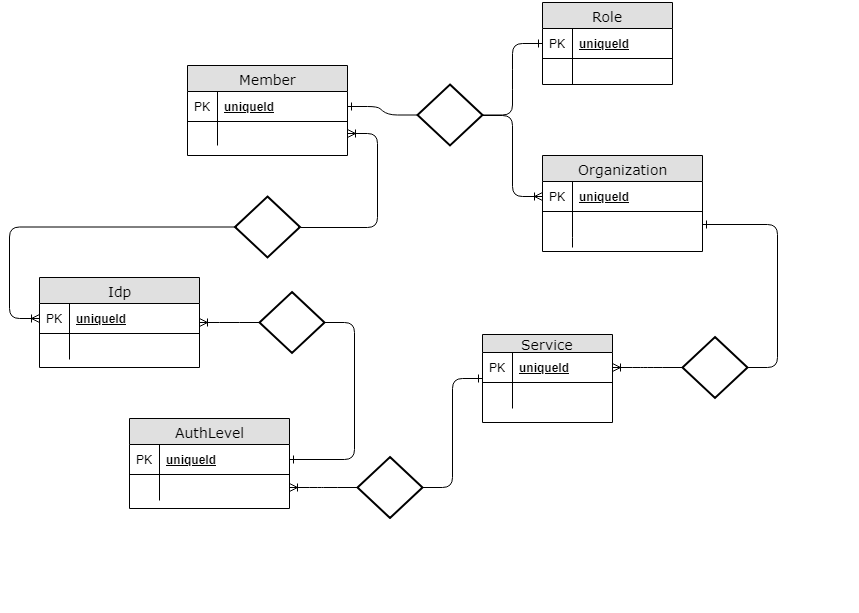 Role
PK uniqueId
Member
PK uniqueId
Organization
PK uniqueId
Idp
PK uniqueId
Service
PK uniqueId
AuthLevel
PK uniqueId